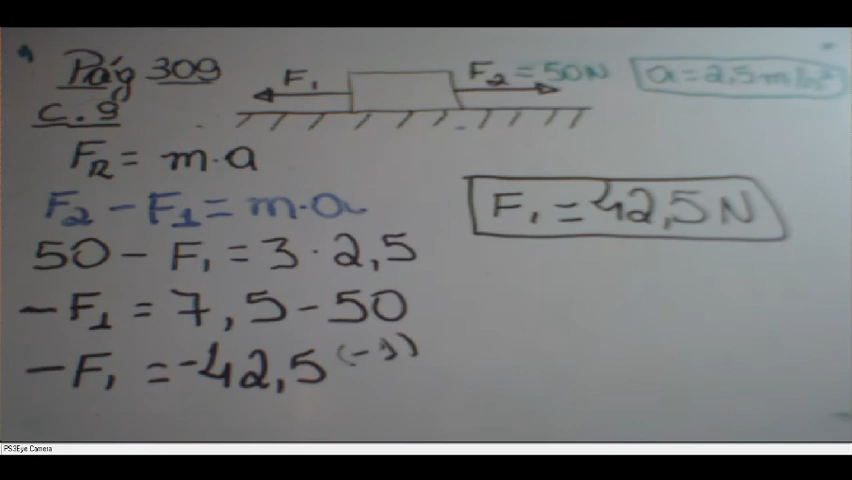 Pág 309
C. 9
F₁
F₂ = 50N
a = 2,5 m/s²
F_R = m·a
F₂ - F₁ = m·a
50 - F₁ = 3·2,5
-F₁ = 7,5 - 50
-F₁ = -42,5 (-1)
F₁ = 42,5 N
PS3Eye Camera